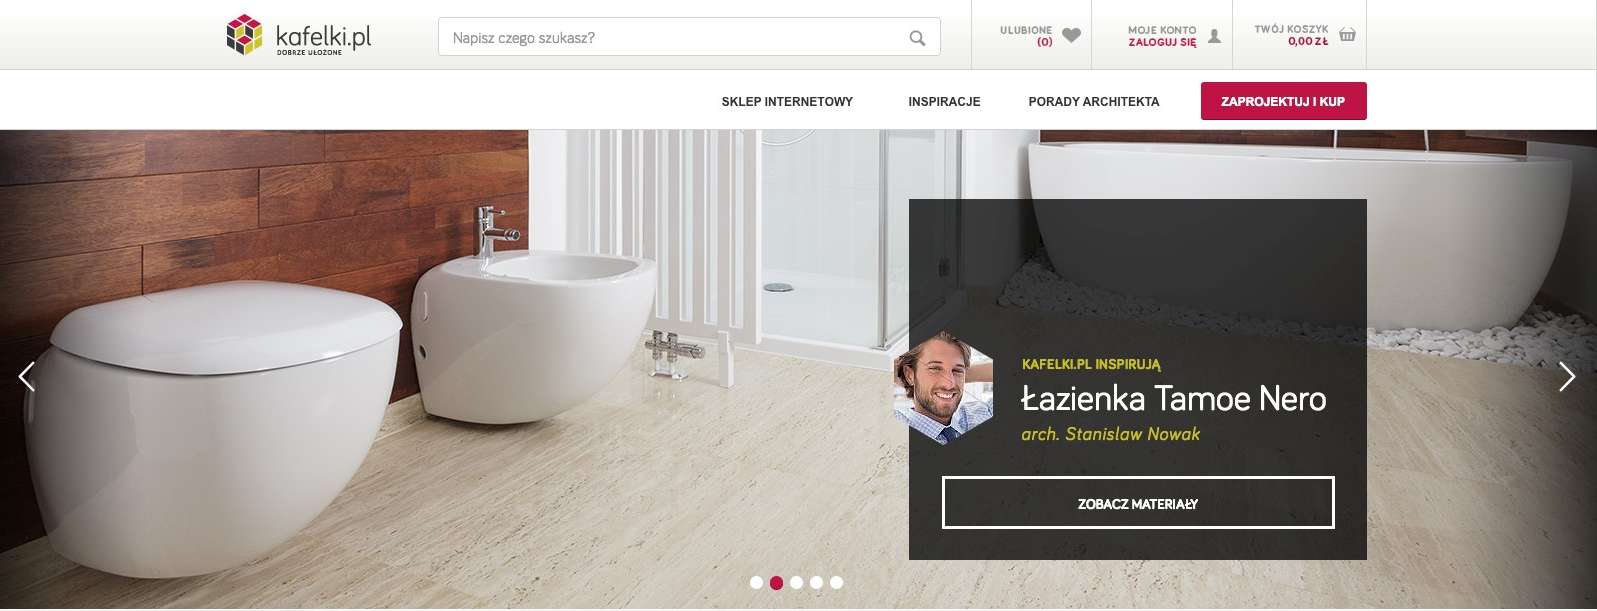 kafelki.pl
DOBRZE UŁOŻONE
Napisz czego szukasz?
ULUBIONE
(0)
MOJE KONTO
ZALOGUJ SIĘ
TWÓJ KOSZYK
0,00 ZŁ
SKLEP INTERNETOWY
INSPIRACJE
PORADY ARCHITEKTA
ZAPROJEKTUJ I KUP
KAFELKI.PL INSPIRUJĄ
Łazienka Tamoe Nero
arch. Stanislaw Nowak
ZOBACZ MATERIAŁY